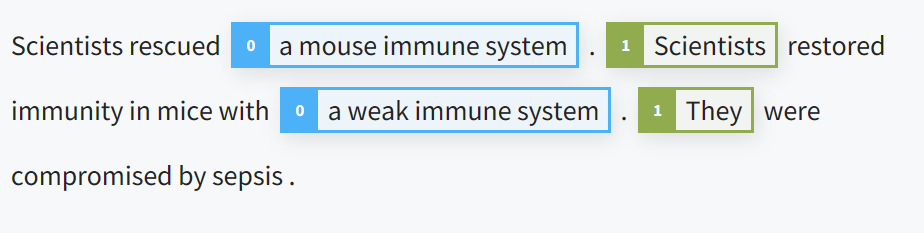 Scientists rescued 0 a mouse immune system . 1 Scientists restored
immunity in mice with 0 a weak immune system . 1 They were
compromised by sepsis .